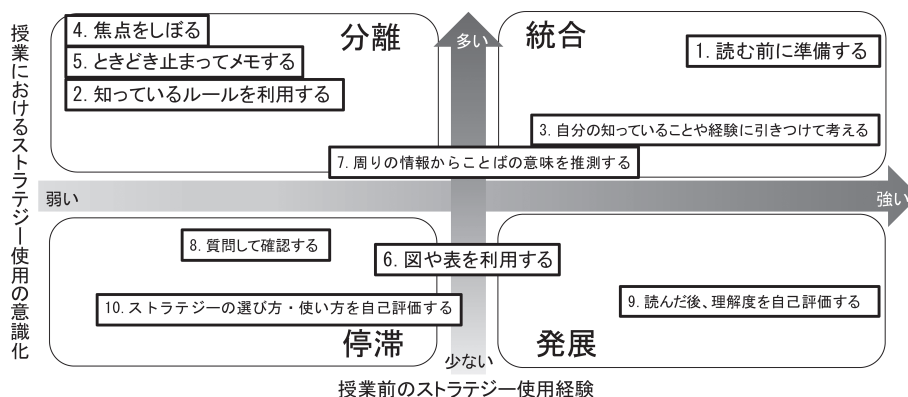 4. 焦点をしぼる
分離
多い
統合
5. ときどき止まってメモする
1. 読む前に準備する
2. 知っているルールを利用する
3. 自分の知っていることや経験に引きつけて考える
7. 周りの情報からことばの意味を推測する
授業におけるストラテジー使用の意識化
弱い
強い
8. 質問して確認する
6. 図や表を利用する
10. ストラテジーの選び方・使い方を自己評価する
9. 読んだ後、理解度を自己評価する
停滞
発展
少ない
授業前のストラテジー使用経験